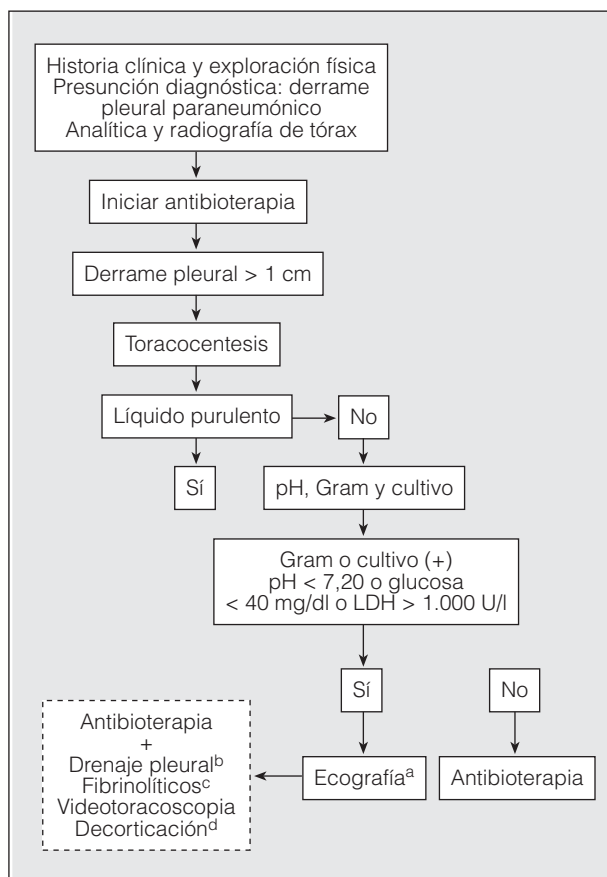 Historia clínica y exploración física
Presunción diagnóstica: derrame
pleural paraneumónico
Analítica y radiografía de tórax
Iniciar antibioterapia
Derrame pleural > 1 cm
Toracocentesis
Líquido purulento
No
Sí
pH, Gram y cultivo
Gram o cultivo (+)
pH < 7,20 o glucosa
< 40 mg/dl o LDH > 1.000 U/l
Sí
No
Antibioterapia
+
Drenaje pleuralb
Fibrinolíticosc
Videotoracoscopia
Decorticaciónd
Ecografíaa
Antibioterapia